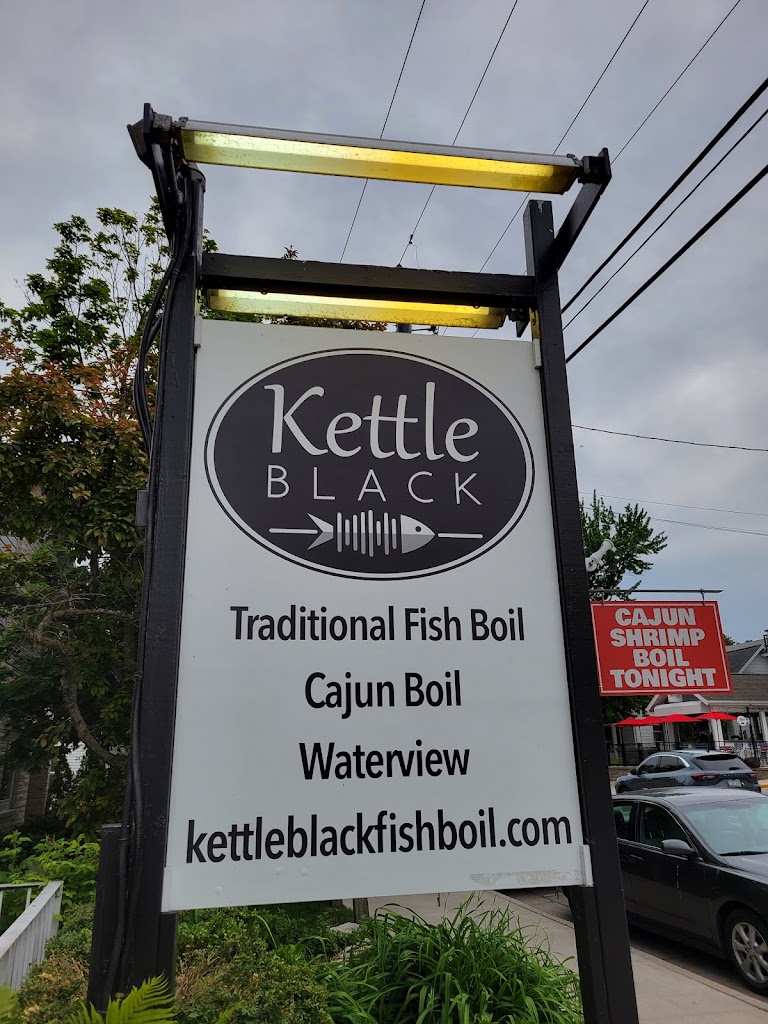 Kettle
BLACK
Traditional Fish Boil
Cajun Boil
Waterview
kettleblackfishboil.com
CAJUN
SHRIMP
BOIL
TONIGHT